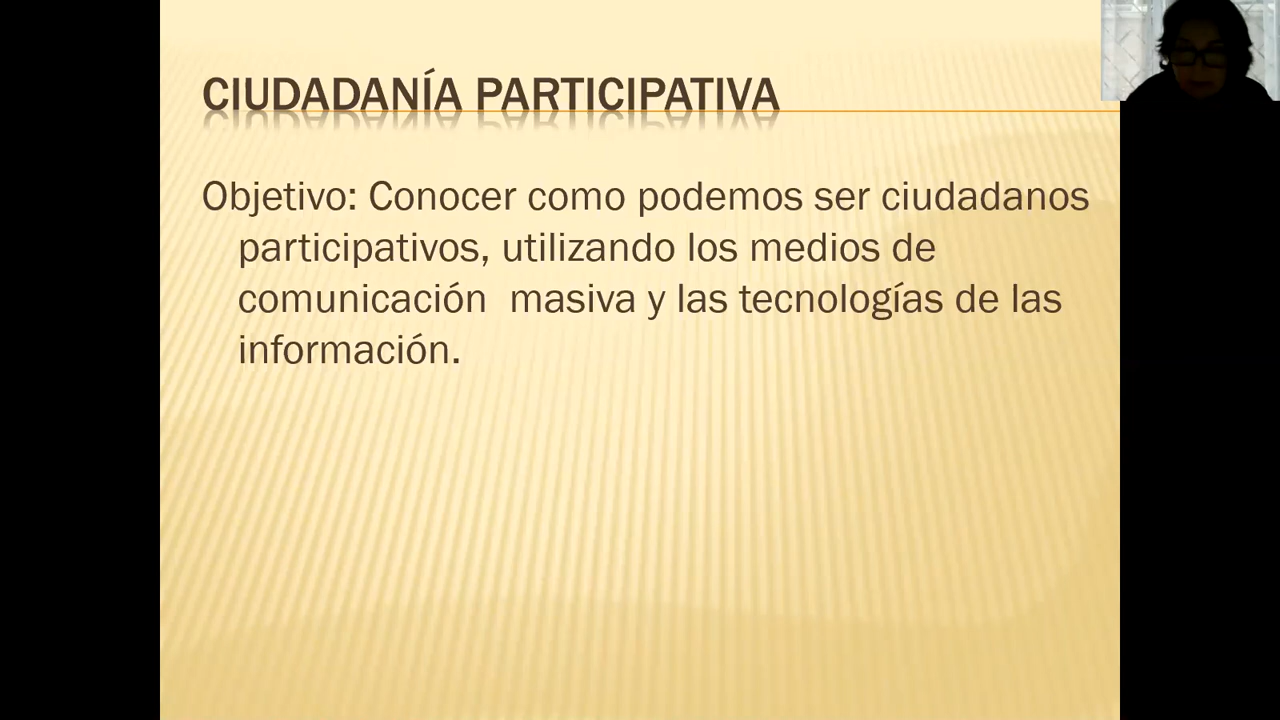 CIUDADANÍA PARTICIPATIVA
Objetivo: Conocer como podemos ser ciudadanos
participativos, utilizando los medios de
comunicación  masiva y las tecnologías de las
información.